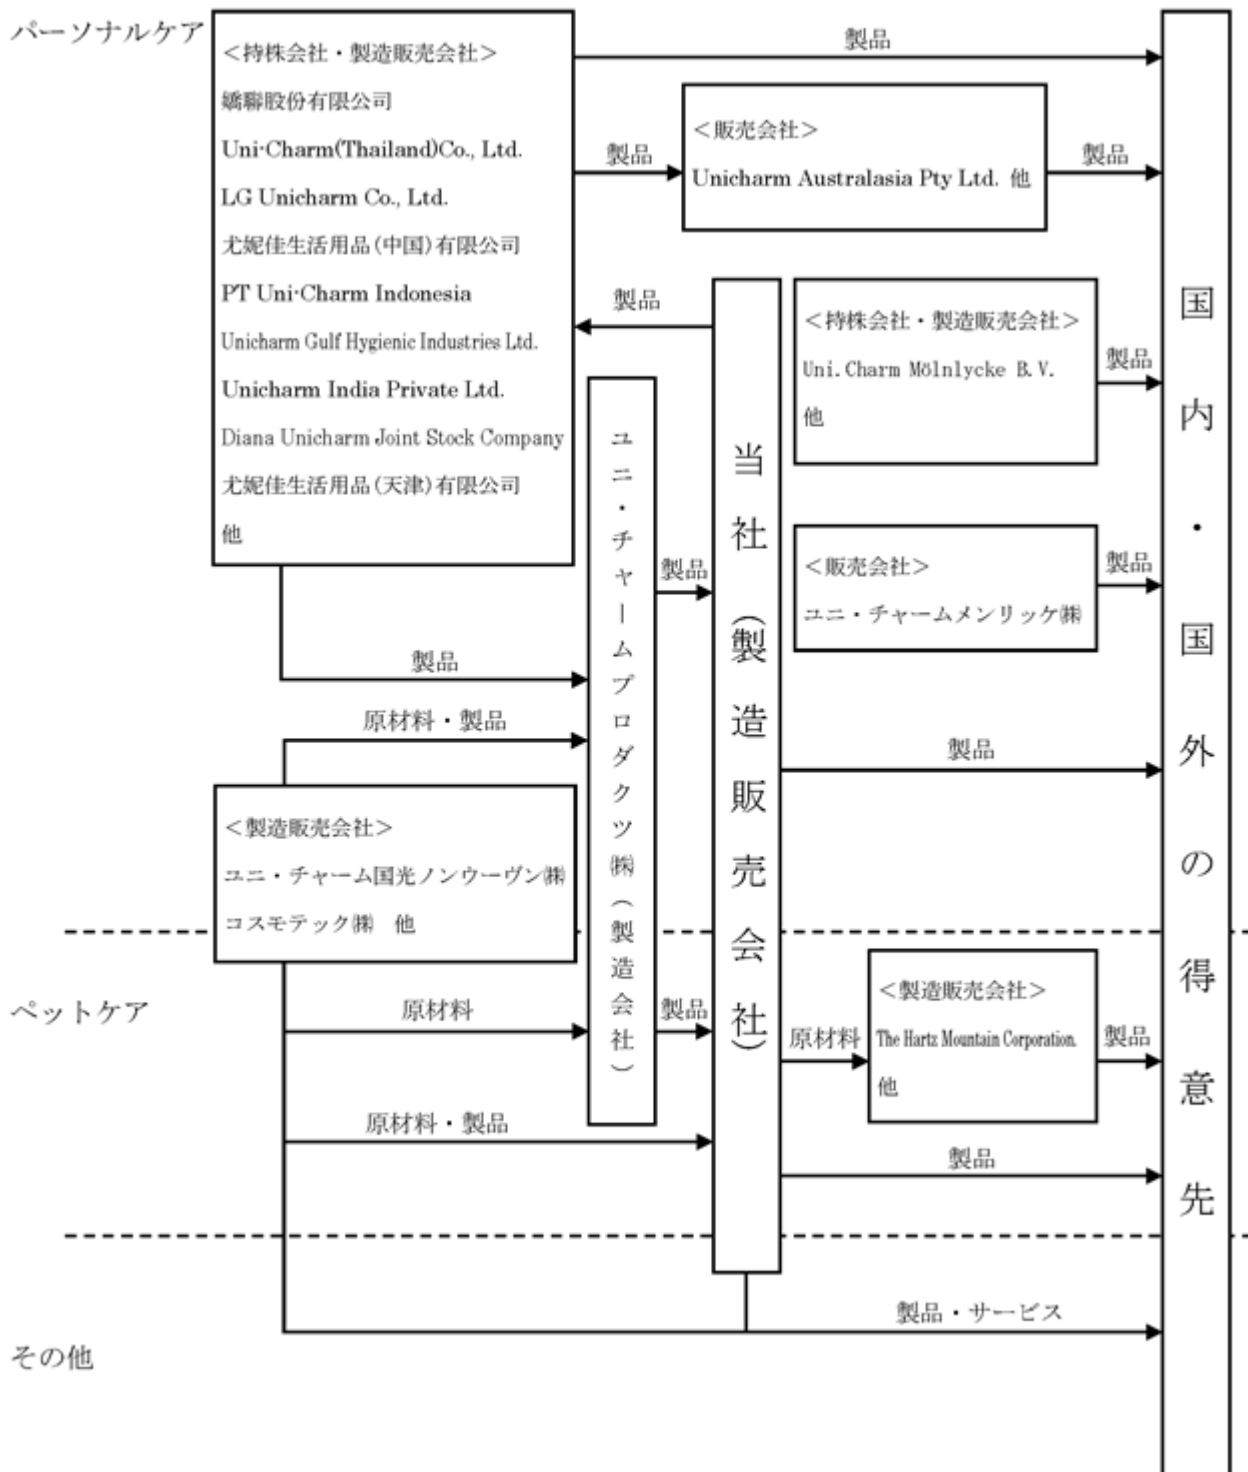 パーソナルケア
<持株会社・製造販売会社>
嬌聯股份有限公司
Uni-Charm(Thailand)Co., Ltd.
LG Unicharm Co., Ltd.
尤妮佳生活用品(中国)有限公司
PT Uni-Charm Indonesia
Unicharm Gulf Hygienic Industries Ltd.
Unicharm India Private Ltd.
Diana Unicharm Joint Stock Company
尤妮佳生活用品(天津)有限公司
他
製品
製品
<販売会社>
Unicharm Australasia Pty Ltd. 他
製品
製品
<持株会社・製造販売会社>
Uni.Charm Mölnlycke B.V.
他
製品
<販売会社>
ユニ・チャームメンリッケ㈱
製品
ユニ・チャームプロダクツ㈱(製造会社)
製品
当社(製造販売会社)
製品
原材料・製品
製品
<製造販売会社>
ユニ・チャーム国光ノンウーヴン㈱
コスモテック㈱ 他
国内・国外の得意先
ペットケア
原材料
製品
原材料
<製造販売会社>
The Hartz Mountain Corporation.
他
製品
原材料・製品
製品
製品・サービス
その他